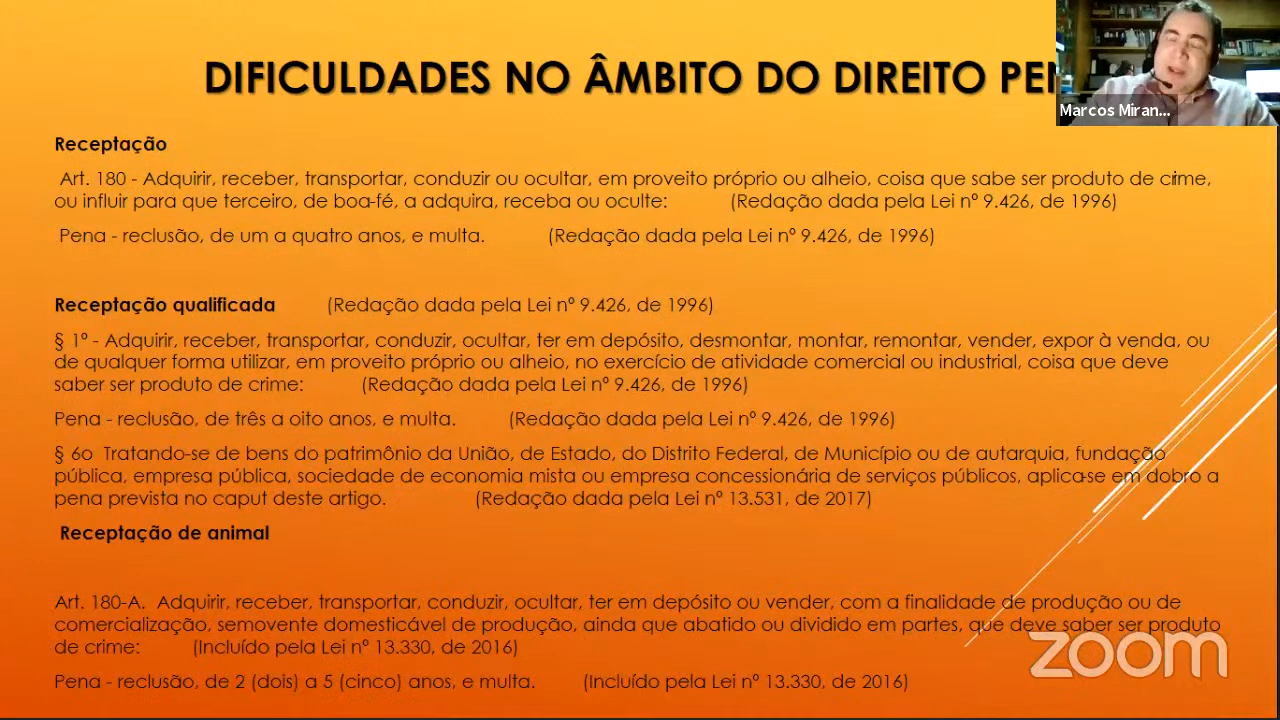 DIFICULDADES NO ÂMBITO DO DIREITO PEN
Marcos Miran...
Receptação
Art. 180 - Adquirir, receber, transportar, conduzir ou ocultar, em proveito próprio ou alheio, coisa que sabe ser produto de crime,
ou influir para que terceiro, de boa-fé, a adquira, receba ou oculte: (Redação dada pela Lei nº 9.426, de 1996)
Pena - reclusão, de um a quatro anos, e multa. (Redação dada pela Lei nº 9.426, de 1996)
Receptação qualificada (Redação dada pela Lei nº 9.426, de 1996)
§ 1º - Adquirir, receber, transportar, conduzir, ocultar, ter em depósito, desmontar, montar, remontar, vender, expor à venda, ou
de qualquer forma utilizar, em proveito próprio ou alheio, no exercício de atividade comercial ou industrial, coisa que deve
saber ser produto de crime: (Redação dada pela Lei nº 9.426, de 1996)
Pena - reclusão, de três a oito anos, e multa. (Redação dada pela Lei nº 9.426, de 1996)
§ 6o Tratando-se de bens do patrimônio da União, de Estado, do Distrito Federal, de Município ou de autarquia, fundação
pública, empresa pública, sociedade de economia mista ou empresa concessionária de serviços públicos, aplica-se em dobro a
pena prevista no caput deste artigo. (Redação dada pela Lei nº 13.531, de 2017)
Receptação de animal
Art. 180-A. Adquirir, receber, transportar, conduzir, ocultar, ter em depósito ou vender, com a finalidade de produção ou de
comercialização, semovente domesticável de produção, ainda que abatido ou dividido em partes, que deve saber ser produto
de crime: (Incluído pela Lei nº 13.330, de 2016)
Pena - reclusão, de 2 (dois) a 5 (cinco) anos, e multa. (Incluído pela Lei nº 13.330, de 2016)
zoom